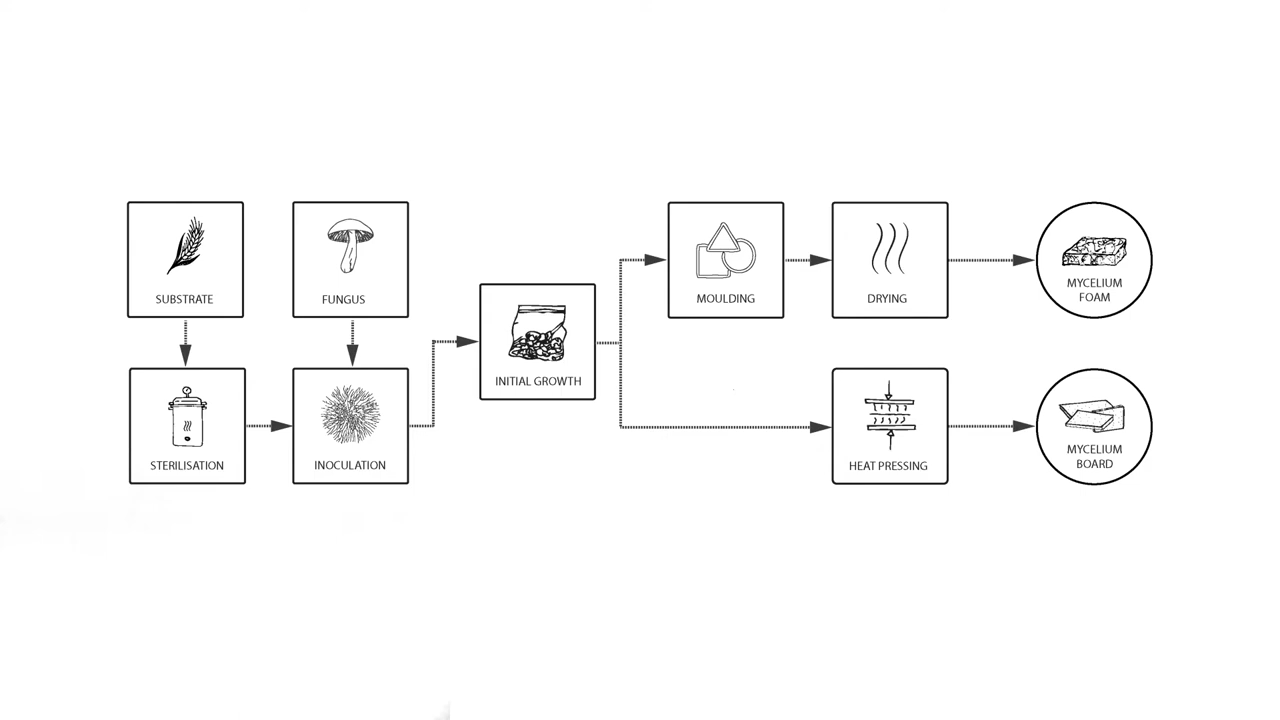 SUBSTRATE
FUNGUS
STERILISATION
INOCULATION
INITIAL GROWTH
MOULDING
DRYING
MYCELIUM
FOAM
HEAT PRESSING
MYCELIUM
BOARD